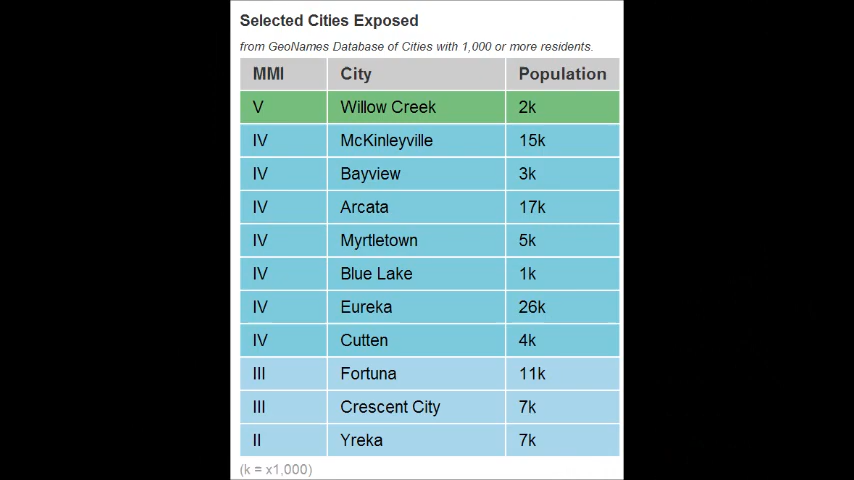 Selected Cities Exposed
from GeoNames Database of Cities with 1,000 or more residents.
MMI City Population
V Willow Creek 2k
IV McKinleyville 15k
IV Bayview 3k
IV Arcata 17k
IV Myrtletown 5k
IV Blue Lake 1k
IV Eureka 26k
IV Cutten 4k
III Fortuna 11k
III Crescent City 7k
II Yreka 7k
(k = x1,000)